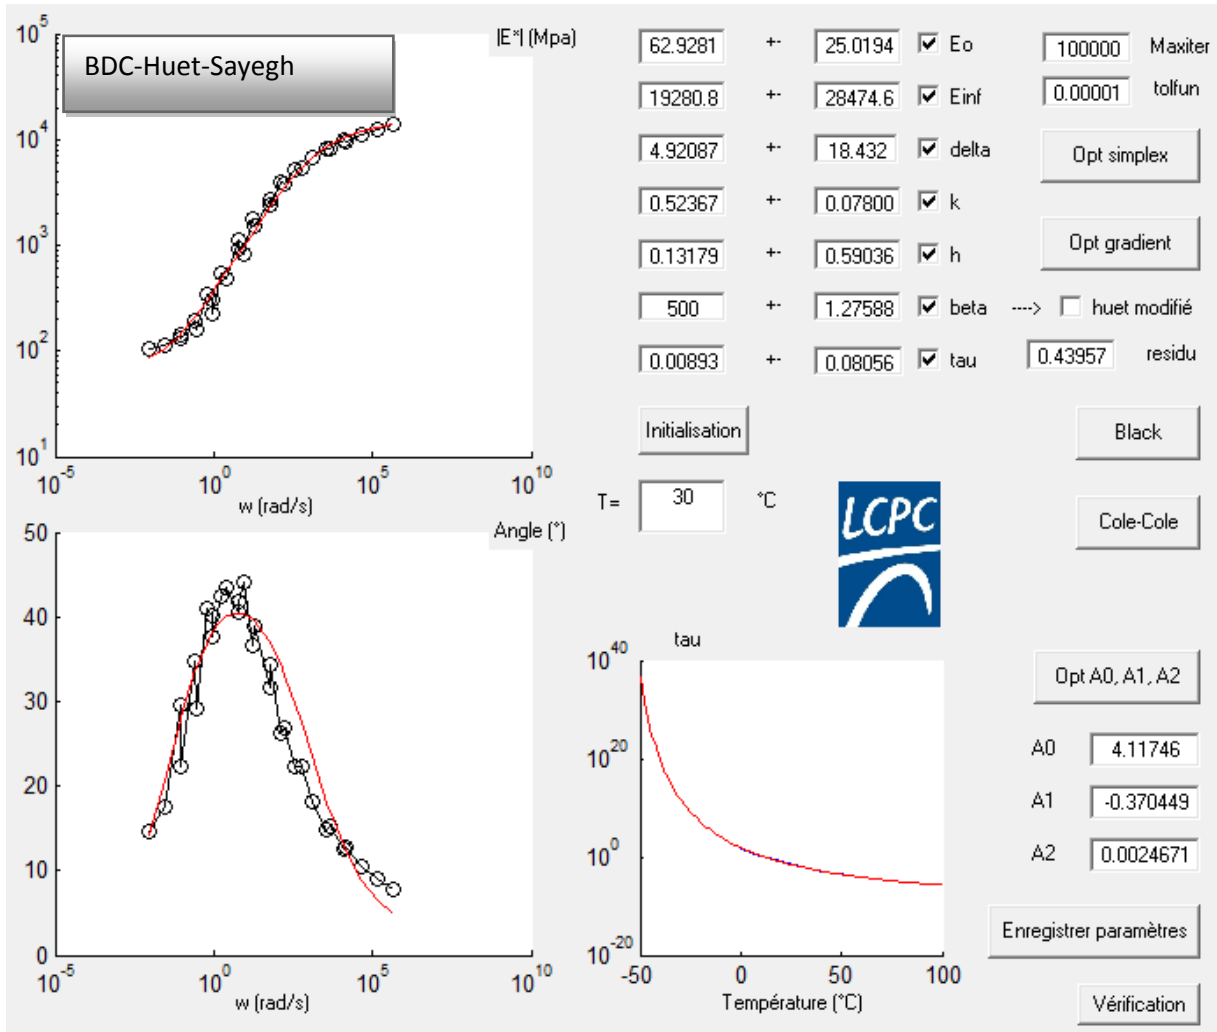 BDC-Huet-Sayegh
|E*| (Mpa)
10^5
10^4
10^3
10^2
10^1
10^-5
10^0
10^5
10^10
w (rad/s)
62.9281 +- 25.0194 Eo
19280.8 +- 28474.6 Einf
4.92087 +- 18.432 delta
0.52367 +- 0.07800 k
0.13179 +- 0.59036 h
500 +- 1.27588 beta ----> huet modifié
0.00893 +- 0.08056 tau 0.43957 residu
100000 Maxiter
0.00001 tolfun
Opt simplex
Opt gradient
Initialisation
Black
T= 30 °C
LCPC
Cole-Cole
Angle (°)
50
40
30
20
10
0
10^-5
10^0
10^5
10^10
w (rad/s)
tau
10^40
10^20
10^0
10^-20
-50
0
50
100
Température (°C)
Opt A0, A1, A2
A0 4.11746
A1 -0.370449
A2 0.0024671
Enregistrer paramètres
Vérification